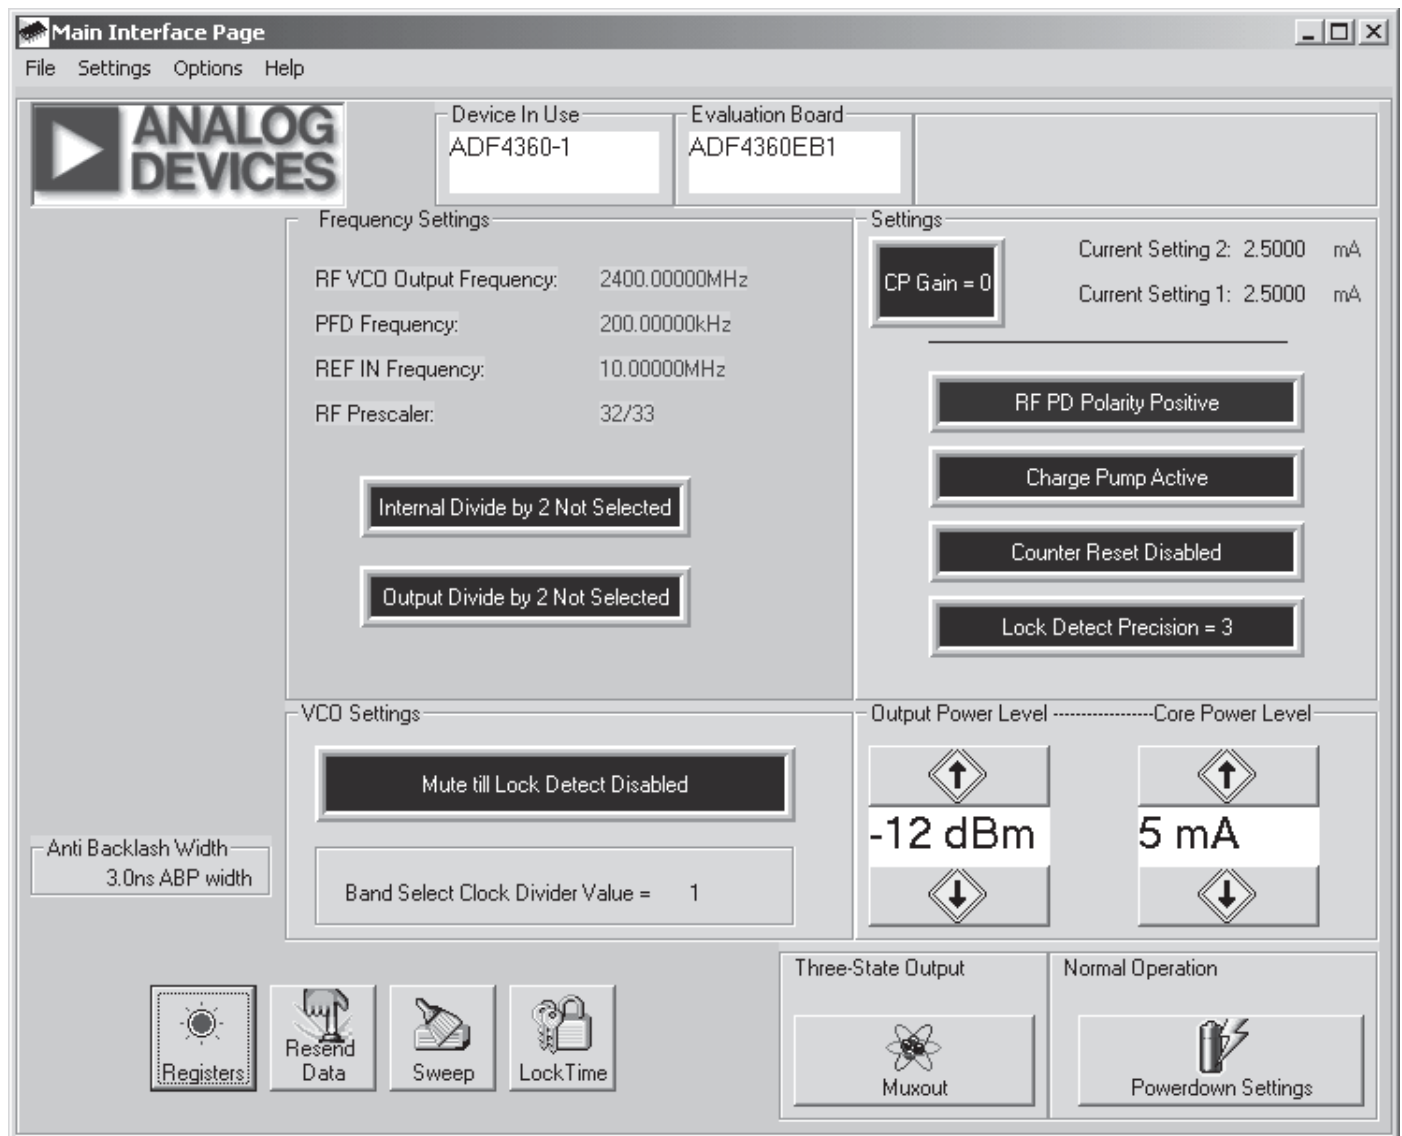 Main Interface Page
File Settings Options Help
ANALOG
DEVICES
Device In Use
ADF4360-1
Evaluation Board
ADF4360EB1
Frequency Settings
RF VCO Output Frequency: 2400.00000MHz
PFD Frequency: 200.00000kHz
REF IN Frequency: 10.00000MHz
RF Prescaler: 32/33
Internal Divide by 2 Not Selected
Output Divide by 2 Not Selected
Settings
CP Gain = 0
Current Setting 2: 2.5000 mA
Current Setting 1: 2.5000 mA
RF PD Polarity Positive
Charge Pump Active
Counter Reset Disabled
Lock Detect Precision = 3
VCO Settings
Mute till Lock Detect Disabled
Band Select Clock Divider Value = 1
Output Power Level -----------------Core Power Level
-12 dBm 5 mA
Anti Backlash Width
3.0ns ABP width
Registers
Resend
Data
Sweep
LockTime
Three-State Output
Muxout
Normal Operation
Powerdown Settings